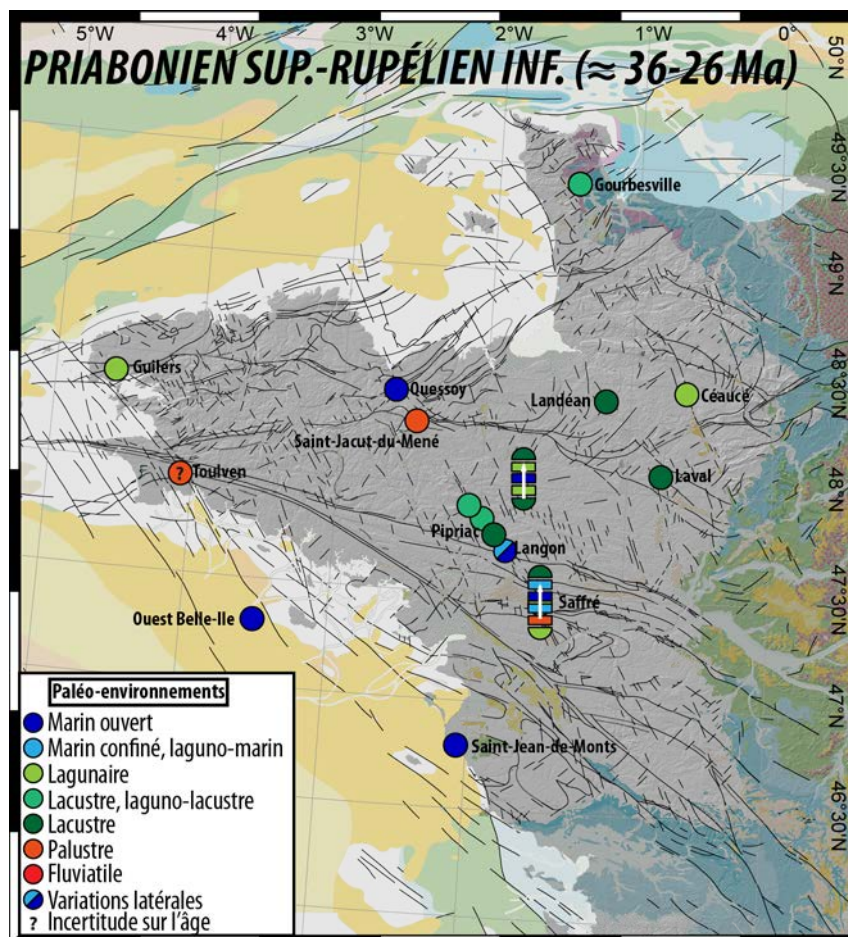 5°W
4°W
3°W
2°W
1°W
0°
50°N
PRIABONIEN SUP.-RUPÉLIEN INF. (≈ 36-26 Ma)
49°30'N
Gourbesville
49°N
Guilers
Quessoy
Landéan
Céaucé
48°30'N
Saint-Jacut-du-Mené
Toulven
?
Laval
48°N
Pipriac
Langon
Saffré
47°30'N
Ouest Belle-Ile
Saint-Jean-de-Monts
47°N
46°30'N
Paléo-environnements
Marin ouvert
Marin confiné, laguno-marin
Lagunaire
Lacustre, laguno-lacustre
Lacustre
Palustre
Fluviatile
Variations latérales
? Incertitude sur l'âge